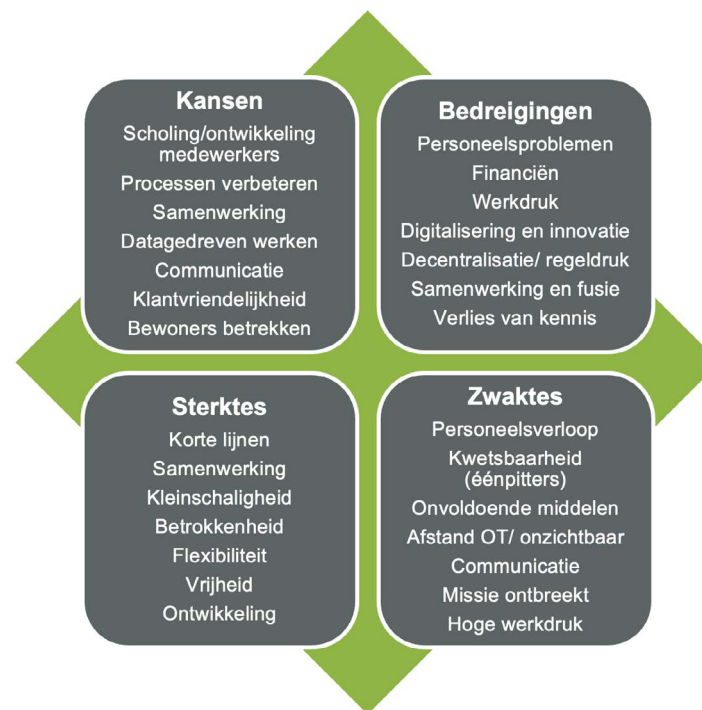 Kansen
Scholing/ontwikkeling
medewerkers
Processen verbeteren
Samenwerking
Datagedreven werken
Communicatie
Klantvriendelijkheid
Bewoners betrekken
Bedreigingen
Personeelsproblemen
Financiën
Werkdruk
Digitalisering en innovatie
Decentralisatie/ regeldruk
Samenwerking en fusie
Verlies van kennis
Sterktes
Korte lijnen
Samenwerking
Kleinschaligheid
Betrokkenheid
Flexibiliteit
Vrijheid
Ontwikkeling
Zwaktes
Personeelsverloop
Kwetsbaarheid
(éénpitters)
Onvoldoende middelen
Afstand OT/ onzichtbaar
Communicatie
Missie ontbreekt
Hoge werkdruk